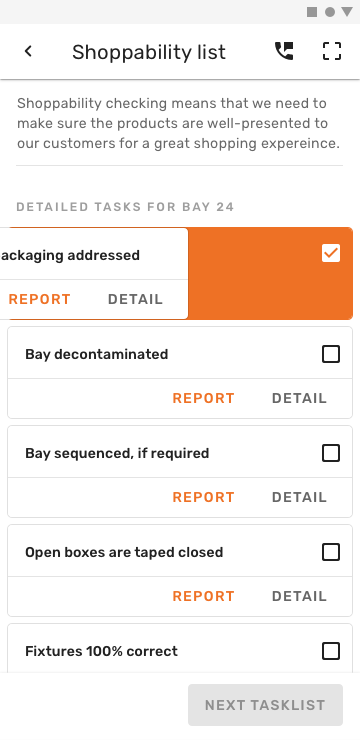 Shoppability list
Shoppability checking means that we need to
make sure the products are well-presented to
our customers for a great shopping expereince.
DETAILED TASKS FOR BAY 24
ackaging addressed
REPORT DETAIL
Bay decontaminated
REPORT DETAIL
Bay sequenced, if required
REPORT DETAIL
Open boxes are taped closed
REPORT DETAIL
Fixtures 100% correct
NEXT TASKLIST